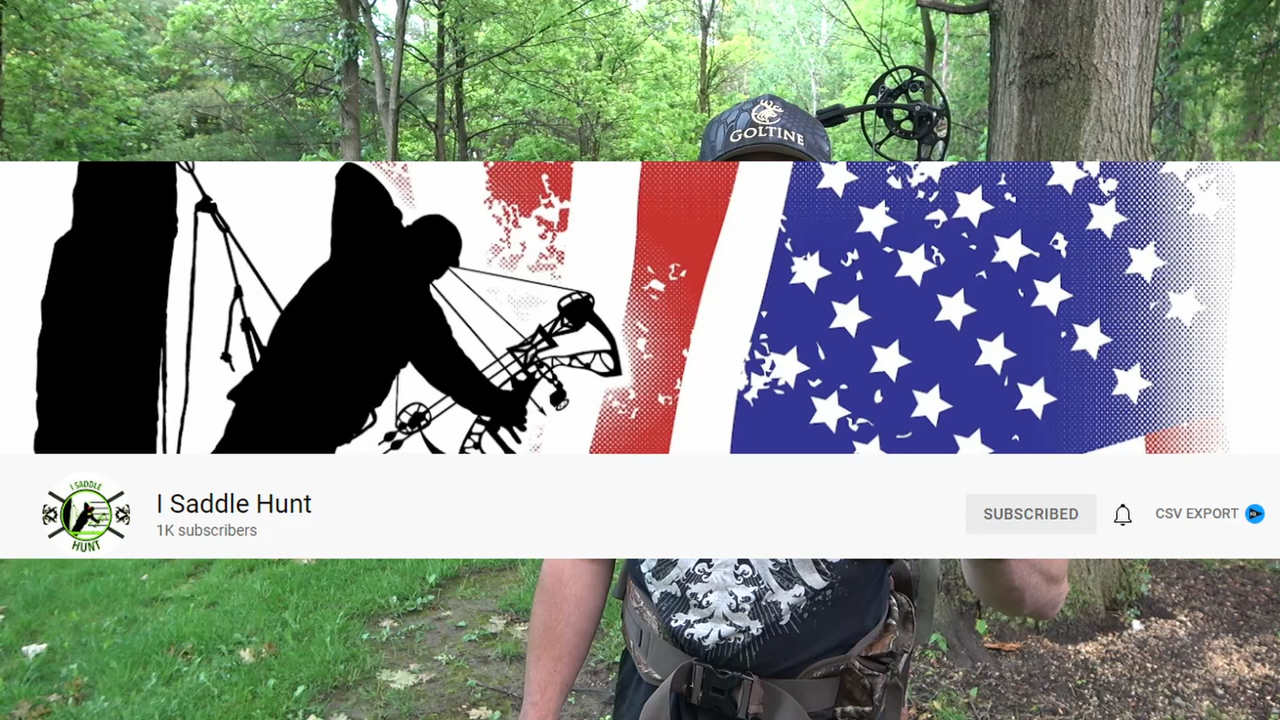 GOLTINE
I SADDLE
HUNT
I Saddle Hunt
1K subscribers
SUBSCRIBED
CSV EXPORT